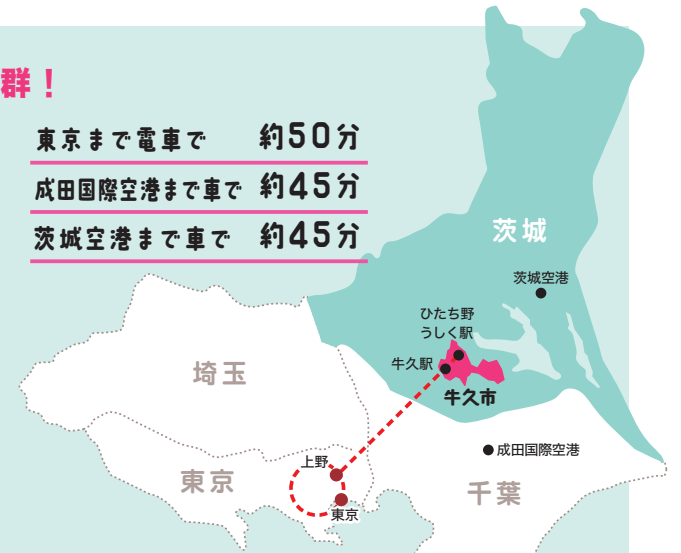 群！
東京まで電車で 約50分
成田国際空港まで車で 約45分
茨城空港まで車で 約45分
茨城
茨城空港
ひたち野
うしく駅
牛久駅
牛久市
埼玉
成田国際空港
上野
東京
千葉
東京